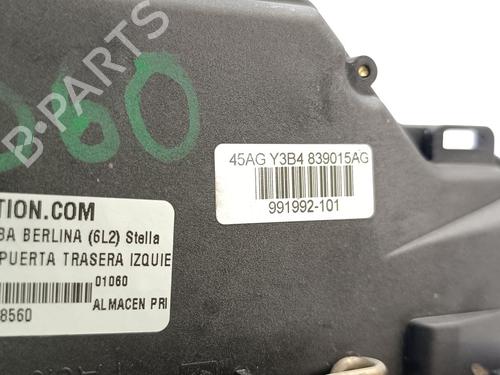 B-PARTS
060
45AG Y3B4 839015AG
991992-101
TION.COM
BA BERLINA (6L2) Stella
PUERTA TRASERA IZQUIE
01060
ALMACEN PRI
8560